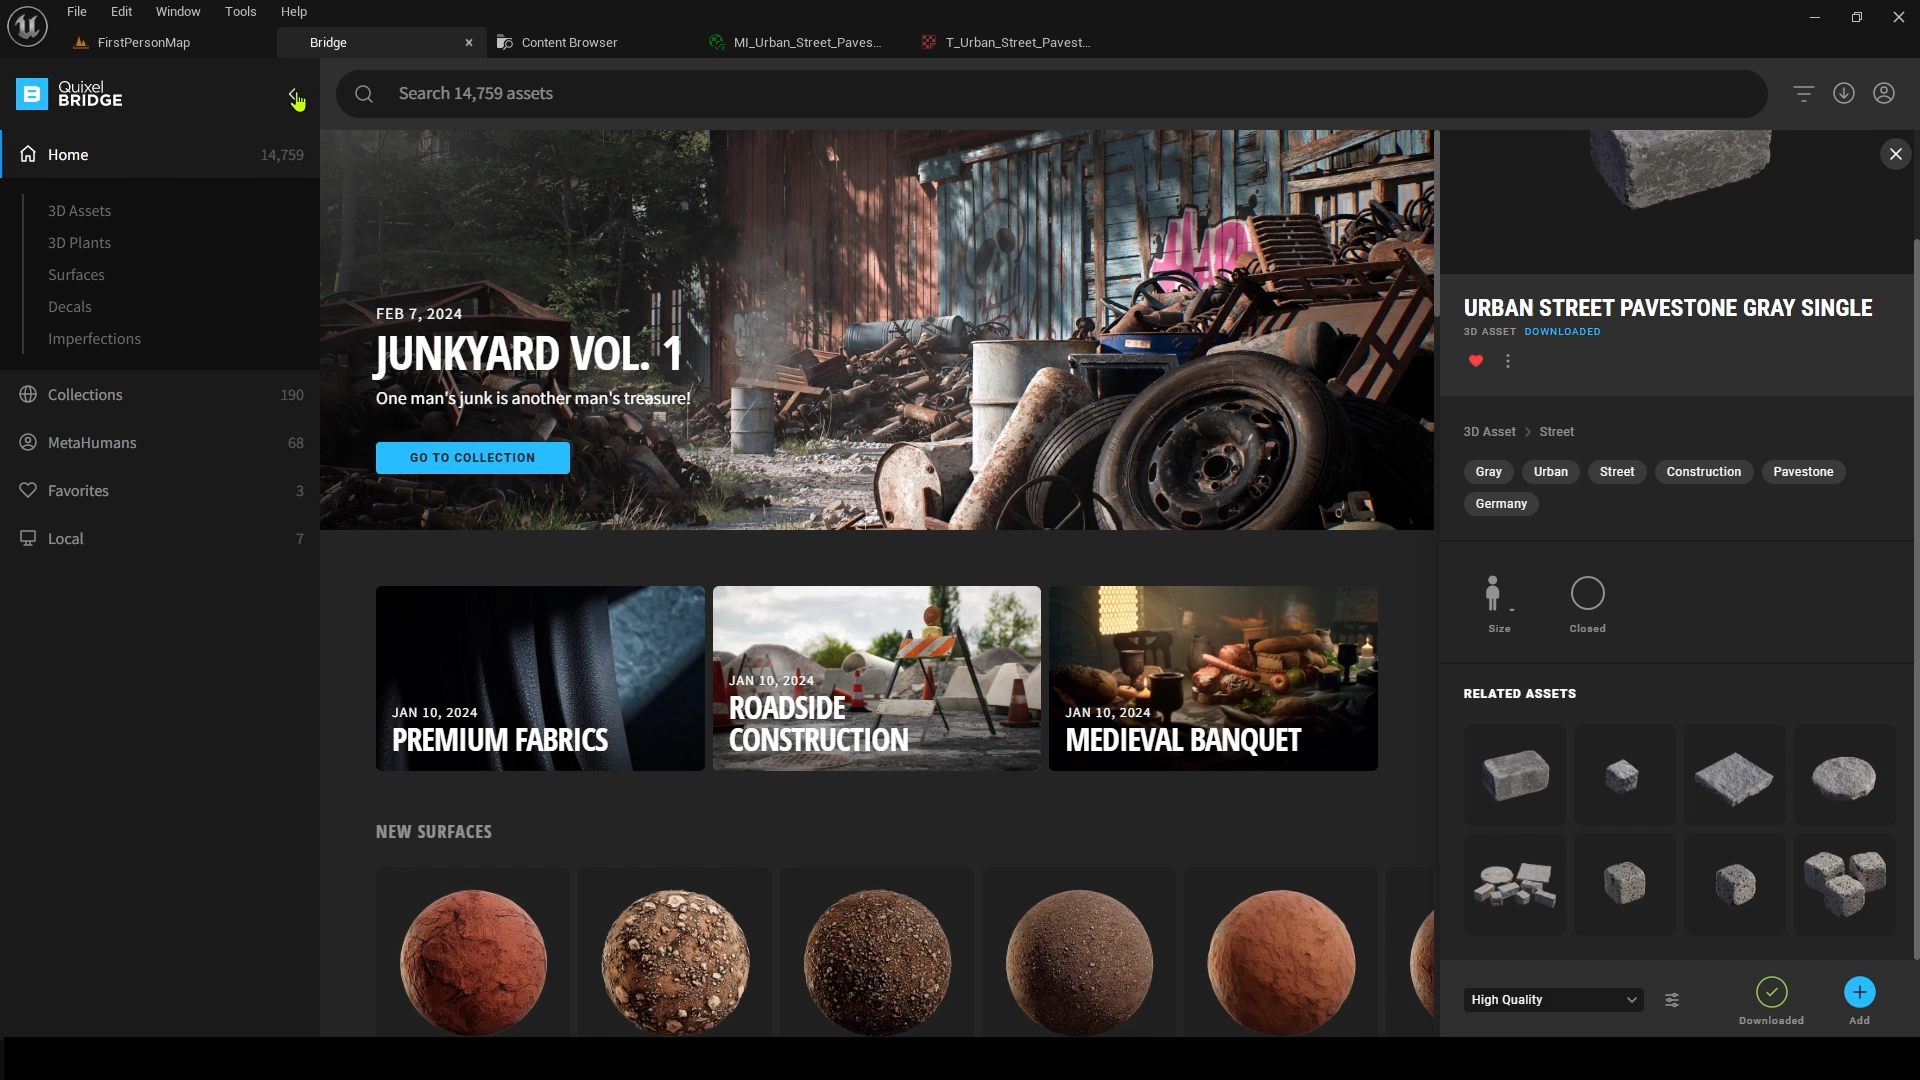 File Edit Window Tools Help
FirstPersonMap
Bridge
Content Browser
MI_Urban_Street_Paves...
T_Urban_Street_Pavest...
Quixel
BRIDGE
Search 14,759 assets
Home 14,759
3D Assets
3D Plants
Surfaces
Decals
Imperfections
Collections 190
MetaHumans 68
Favorites 3
Local 7
FEB 7, 2024
JUNKYARD VOL. 1
One man's junk is another man's treasure!
GO TO COLLECTION
JAN 10, 2024
PREMIUM FABRICS
JAN 10, 2024
ROADSIDE
CONSTRUCTION
JAN 10, 2024
MEDIEVAL BANQUET
NEW SURFACES
URBAN STREET PAVESTONE GRAY SINGLE
3D ASSET DOWNLOADED
3D Asset > Street
Gray Urban Street Construction Pavestone
Germany
Size Closed
RELATED ASSETS
High Quality
Downloaded Add